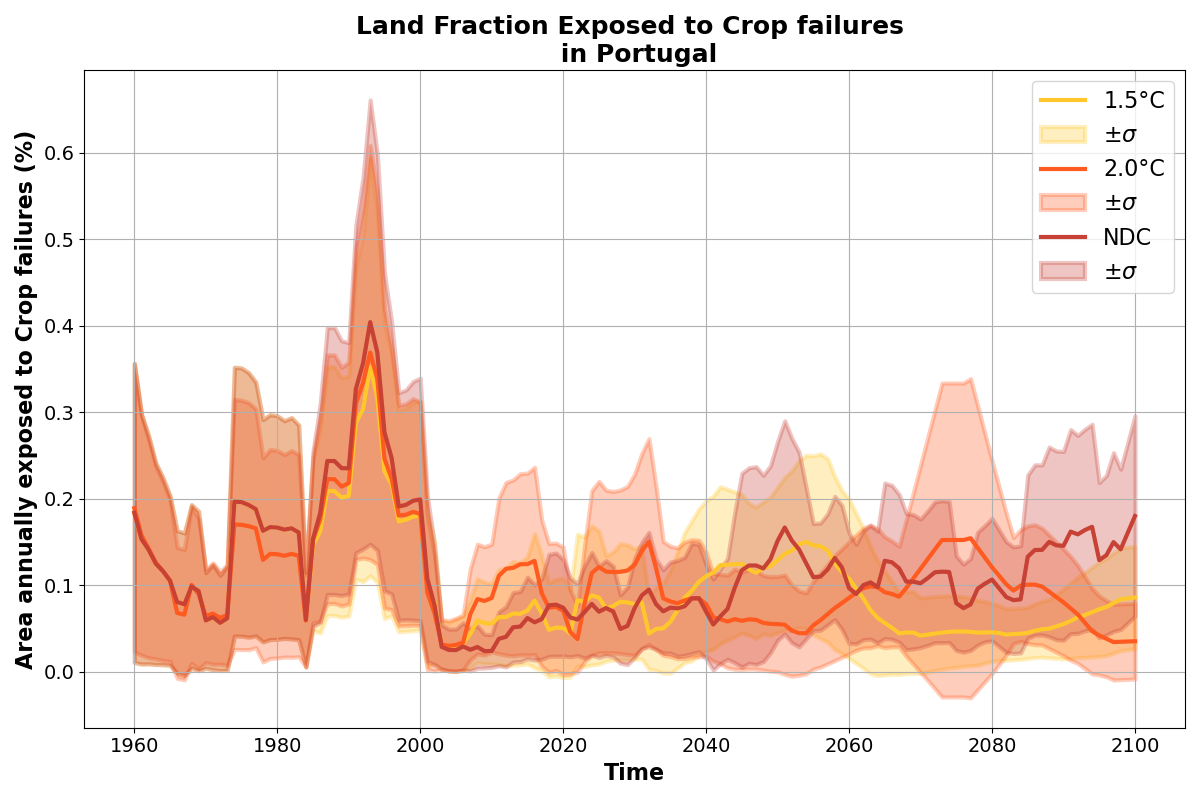 Land Fraction Exposed to Crop failures
in Portugal
Area annually exposed to Crop failures (%)
0.6
0.5
0.4
0.3
0.2
0.1
0.0
1.5°C
±σ
2.0°C
±σ
NDC
±σ
1960 1980 2000 2020 2040 2060 2080 2100
Time